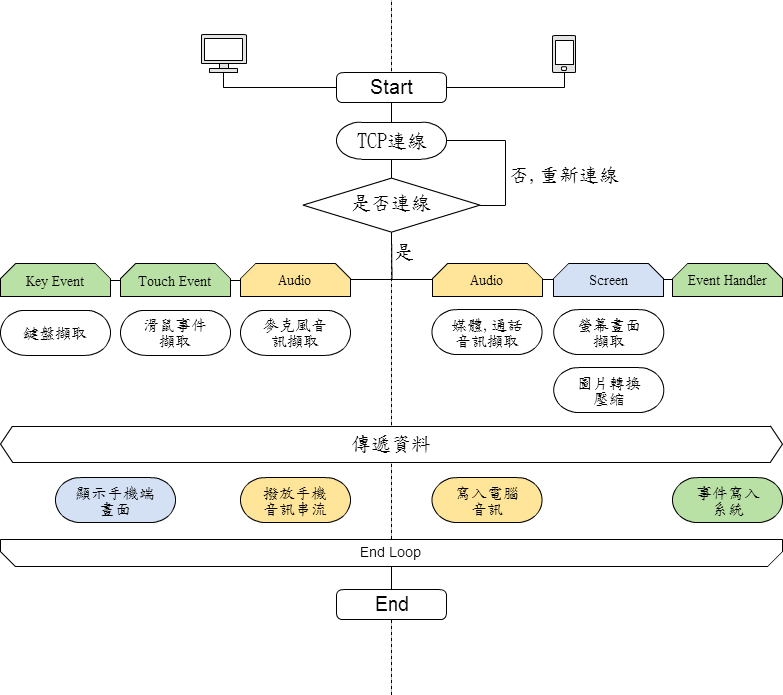 Start
TCP連線
否, 重新連線
是否連線
是
Key Event
Touch Event
Audio
Audio
Screen
Event Handler
鍵盤擷取
滑鼠事件
擷取
麥克風音
訊擷取
媒體, 通話
音訊擷取
螢幕畫面
擷取
圖片轉換
壓縮
傳遞資料
顯示手機端
畫面
撥放手機
音訊串流
寫入電腦
音訊
事件寫入
系統
End Loop
End